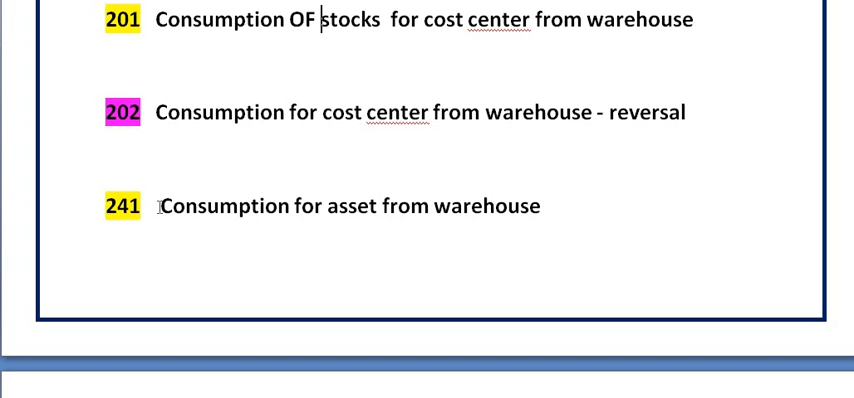 201 Consumption OF stocks for cost center from warehouse
202 Consumption for cost center from warehouse - reversal
241 Consumption for asset from warehouse